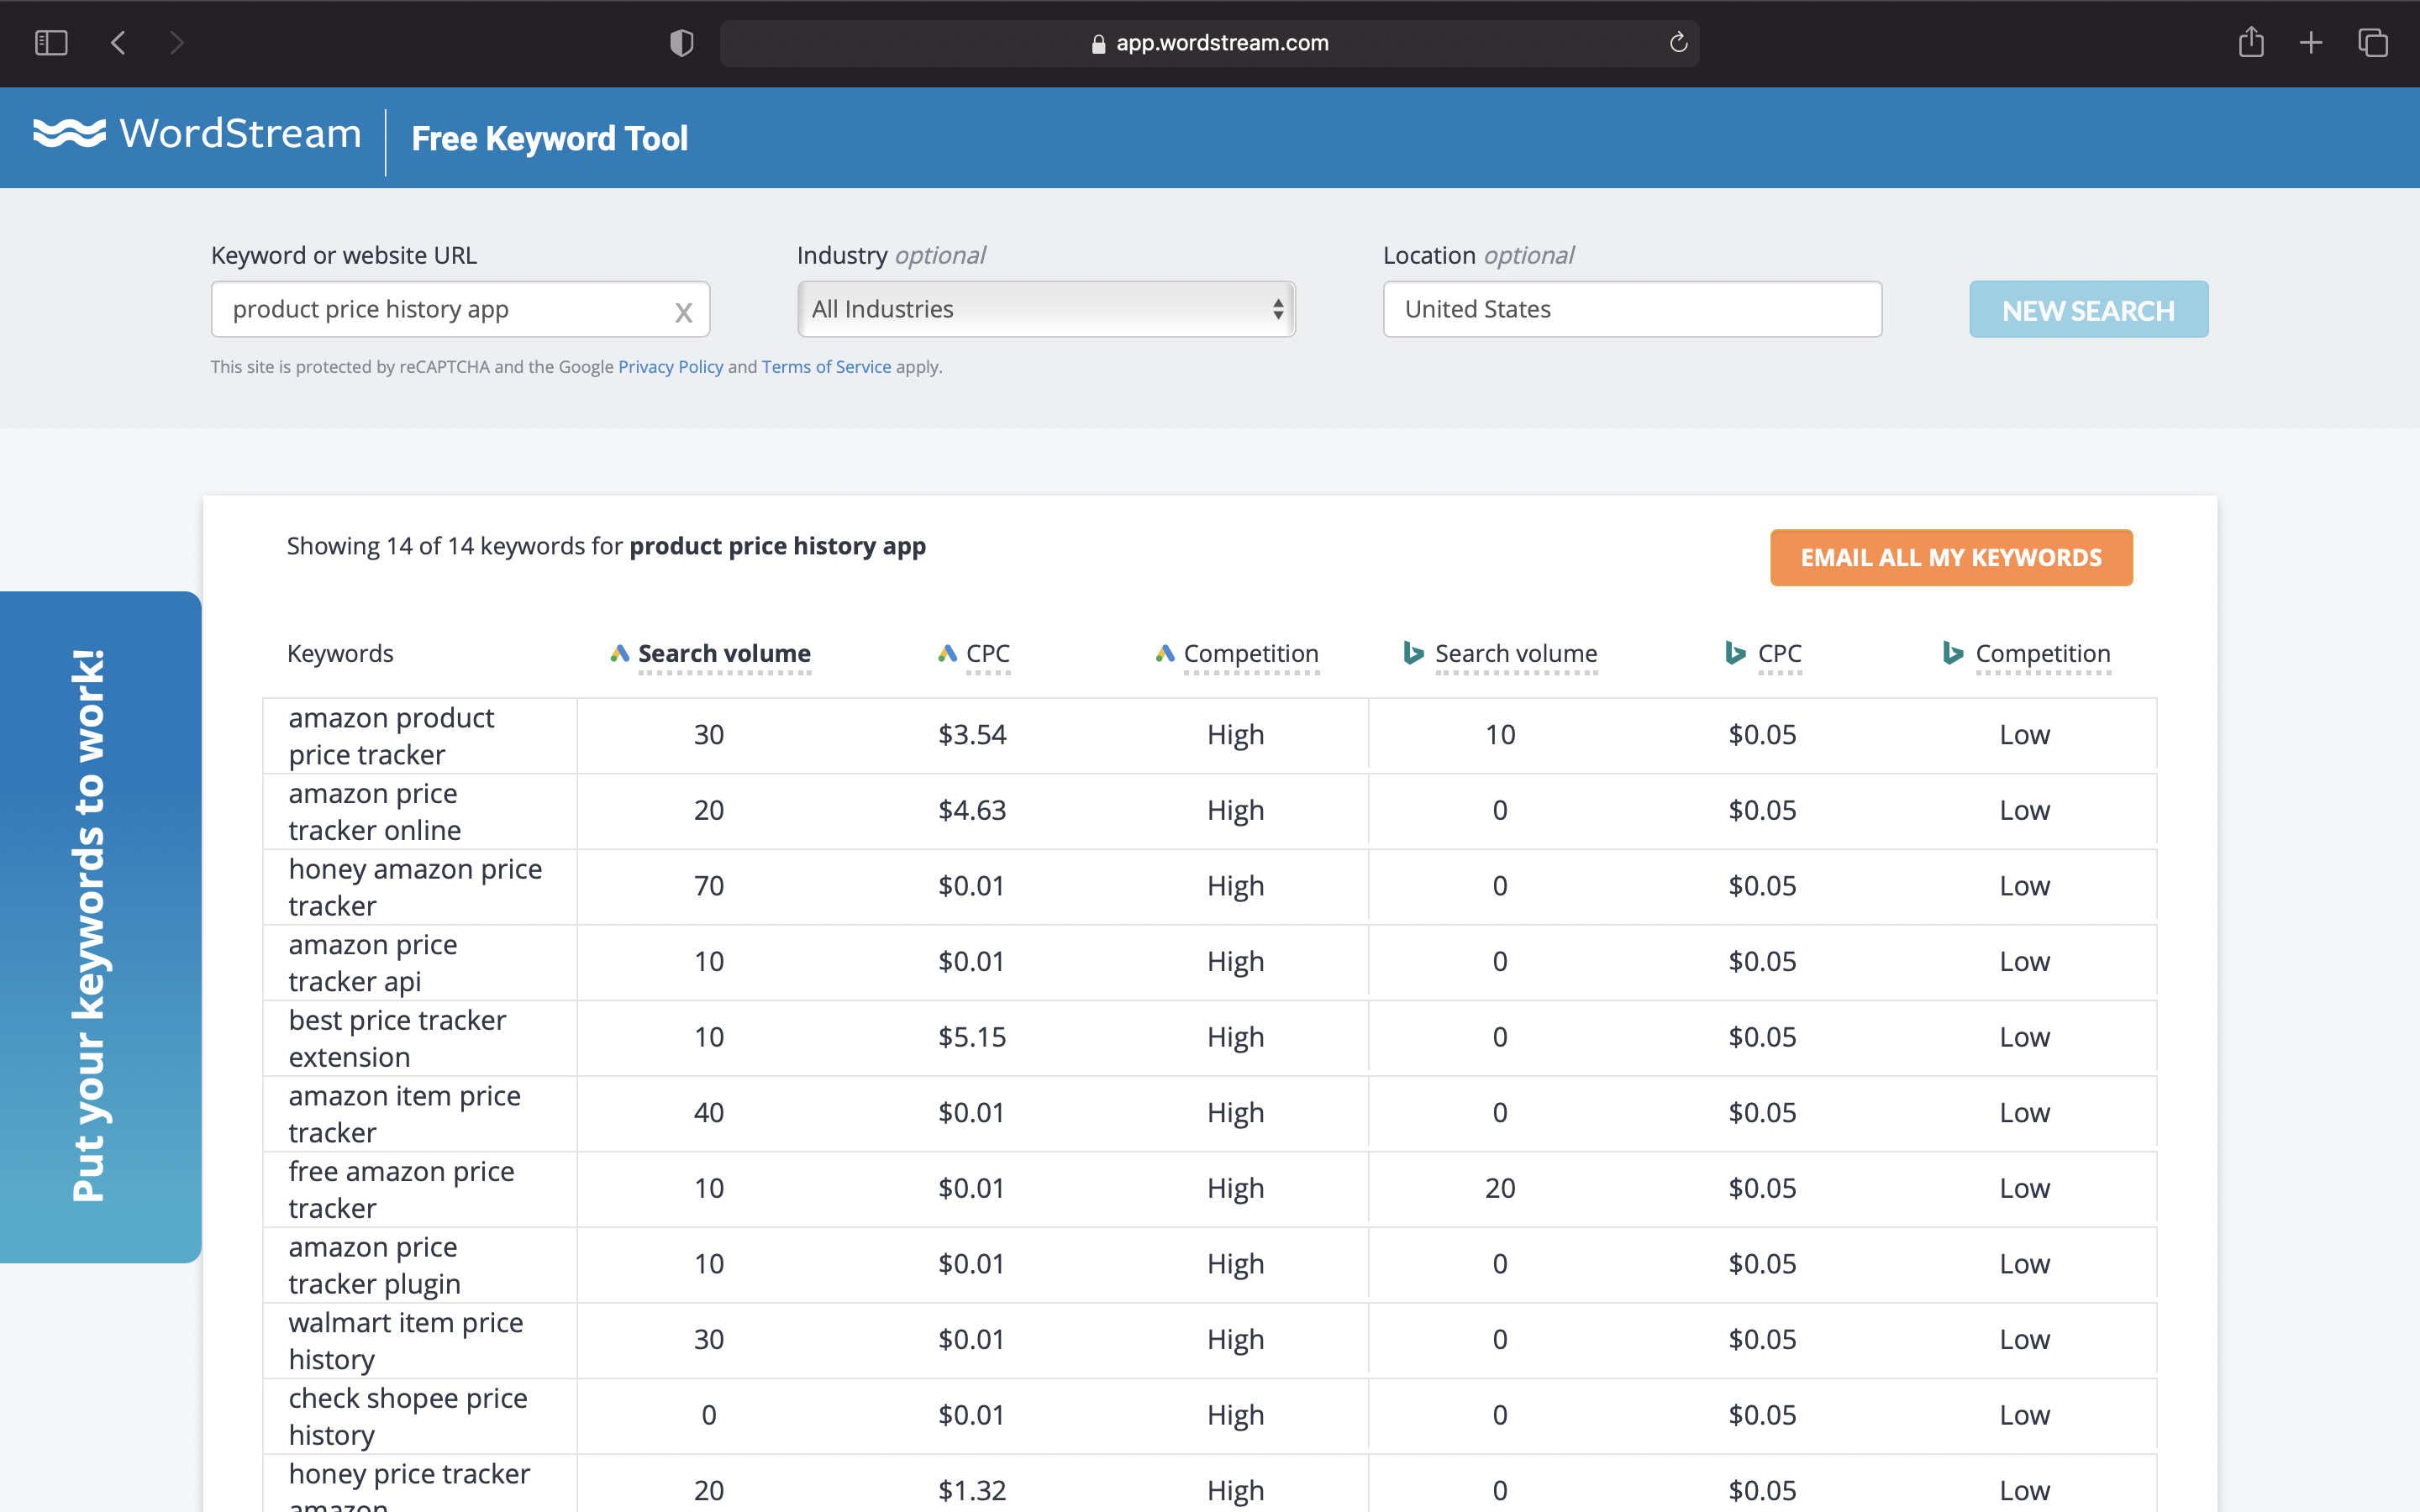 app.wordstream.com
WordStream
Free Keyword Tool
Keyword or website URL
Industry optional
Location optional
product price history app
X
All Industries
United States
NEW SEARCH
This site is protected by reCAPTCHA and the Google Privacy Policy and Terms of Service apply.
Put your keywords to work!
Showing 14 of 14 keywords for product price history app
EMAIL ALL MY KEYWORDS
Keywords Search volume CPC Competition Search volume CPC Competition
amazon product
price tracker
30 $3.54 High 10 $0.05 Low
amazon price
tracker online
20 $4.63 High 0 $0.05 Low
honey amazon price
tracker
70 $0.01 High 0 $0.05 Low
amazon price
tracker api
10 $0.01 High 0 $0.05 Low
best price tracker
extension
10 $5.15 High 0 $0.05 Low
amazon item price
tracker
40 $0.01 High 0 $0.05 Low
free amazon price
tracker
10 $0.01 High 20 $0.05 Low
amazon price
tracker plugin
10 $0.01 High 0 $0.05 Low
walmart item price
history
30 $0.01 High 0 $0.05 Low
check shopee price
history
0 $0.01 High 0 $0.05 Low
honey price tracker
amazon
20 $1.32 High 0 $0.05 Low